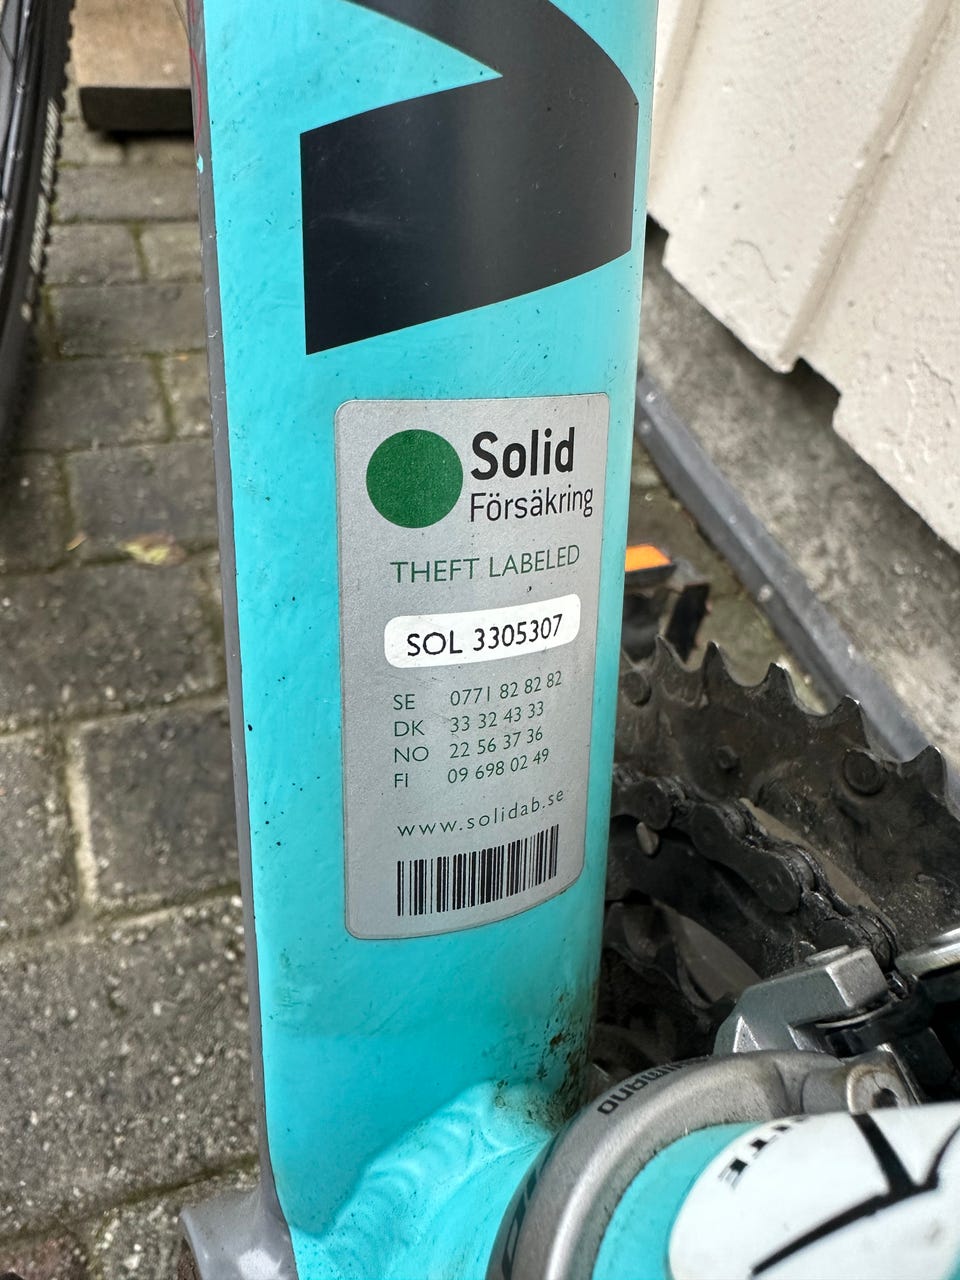 Solid
Försäkring
THEFT LABELED
SOL 3305307
SE 0771 82 82 82
DK 33 32 43 33
NO 22 56 37 36
FI 09 698 02 49
www.solidab.se
SHIMANO